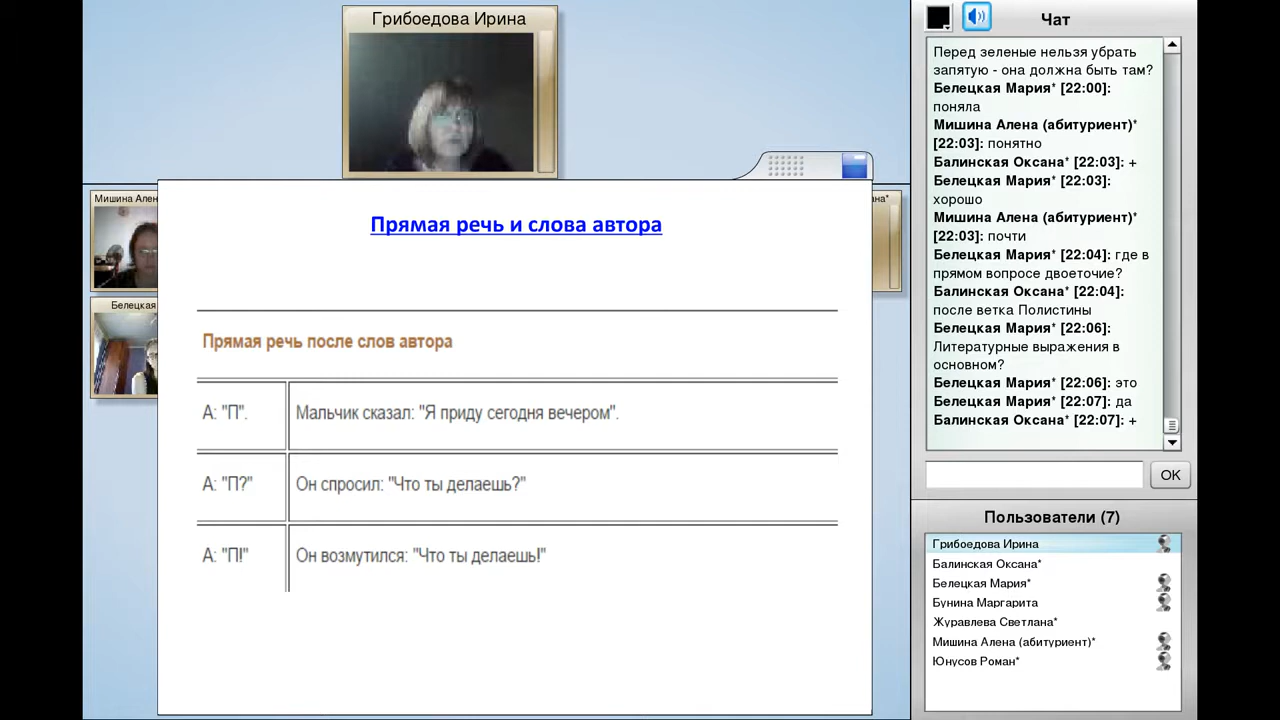 Грибоедова Ирина
Мишина Ален
Белецкая
ана*
Прямая речь и слова автора
Прямая речь после слов автора
А: "П". Мальчик сказал: "Я приду сегодня вечером".
А: "П?" Он спросил: "Что ты делаешь?"
А: "П!" Он возмутился: "Что ты делаешь!"
Чат
Перед зеленые нельзя убрать
запятую - она должна быть там?
Белецкая Мария* [22:00]:
поняла
Мишина Алена (абитуриент)*
[22:03]: понятно
Балинская Оксана* [22:03]: +
Белецкая Мария* [22:03]:
хорошо
Мишина Алена (абитуриент)*
[22:03]: почти
Белецкая Мария* [22:04]: где в
прямом вопросе двоеточие?
Балинская Оксана* [22:04]:
после ветка Полистины
Белецкая Мария* [22:06]:
Литературные выражения в
основном?
Белецкая Мария* [22:06]: это
Белецкая Мария* [22:07]: да
Балинская Оксана* [22:07]: +
OK
Пользователи (7)
Грибоедова Ирина
Балинская Оксана*
Белецкая Мария*
Бунина Маргарита
Журавлева Светлана*
Мишина Алена (абитуриент)*
Юнусов Роман*